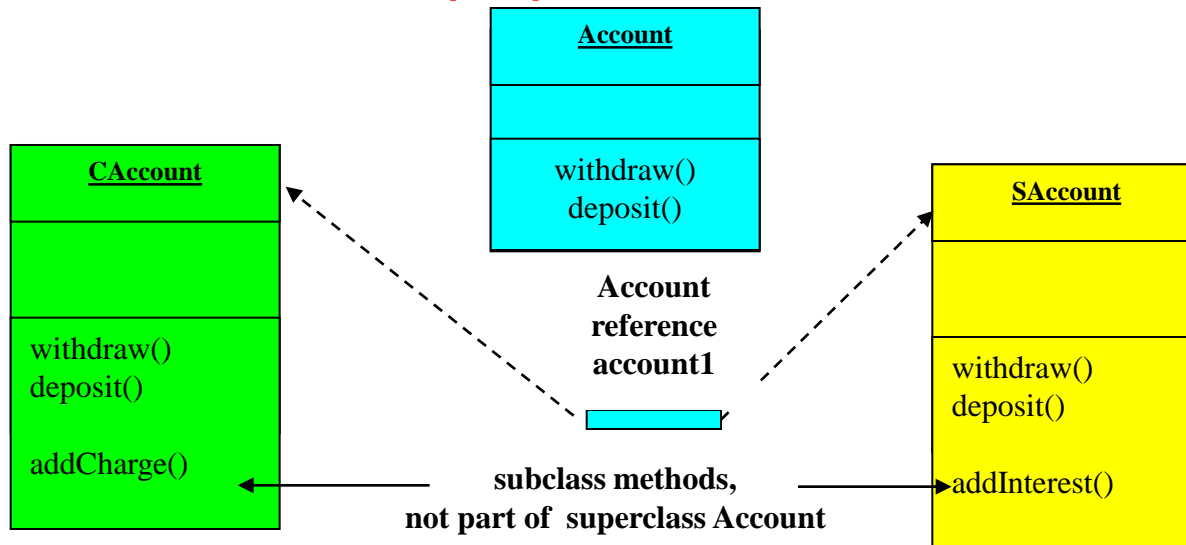 Account
withdraw()
deposit()
CAccount
withdraw()
deposit()
addCharge()
Account
reference
account1
SAccount
withdraw()
deposit()
addInterest()
subclass methods,
not part of superclass Account